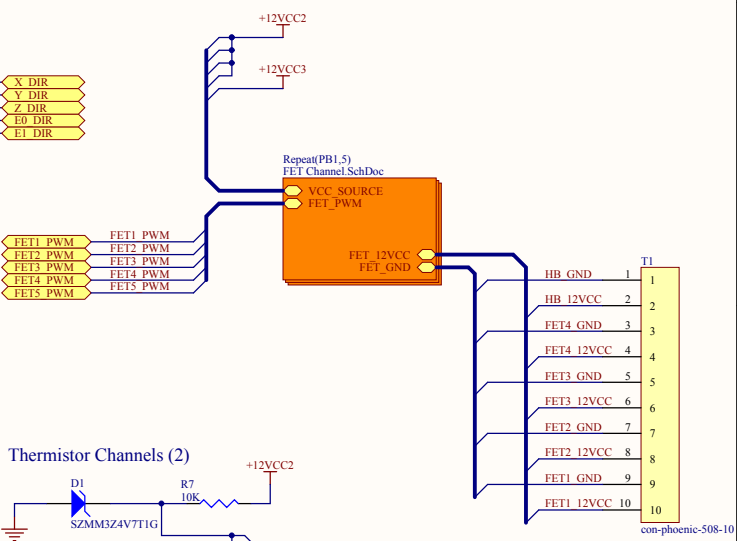 +12VCC2
+12VCC3
X_DIR
Y_DIR
Z_DIR
E0_DIR
E1_DIR
Repeat(PB1,5)
FET Channel.SchDoc
VCC_SOURCE
FET_PWM
FET_12VCC
FET_GND
FET1_PWM FET1_PWM
FET2_PWM FET2_PWM
FET3_PWM FET3_PWM
FET4_PWM FET4_PWM
FET5_PWM FET5_PWM
T1
HB_GND 1 1
HB_12VCC 2 2
FET4_GND 3 3
FET4_12VCC 4 4
FET3_GND 5 5
FET3_12VCC 6 6
FET2_GND 7 7
FET2_12VCC 8 8
FET1_GND 9 9
FET1_12VCC 10 10
con-phoenic-508-10
Thermistor Channels (2)
+12VCC2
D1
SZMM3Z4V7T1G
R7
10K